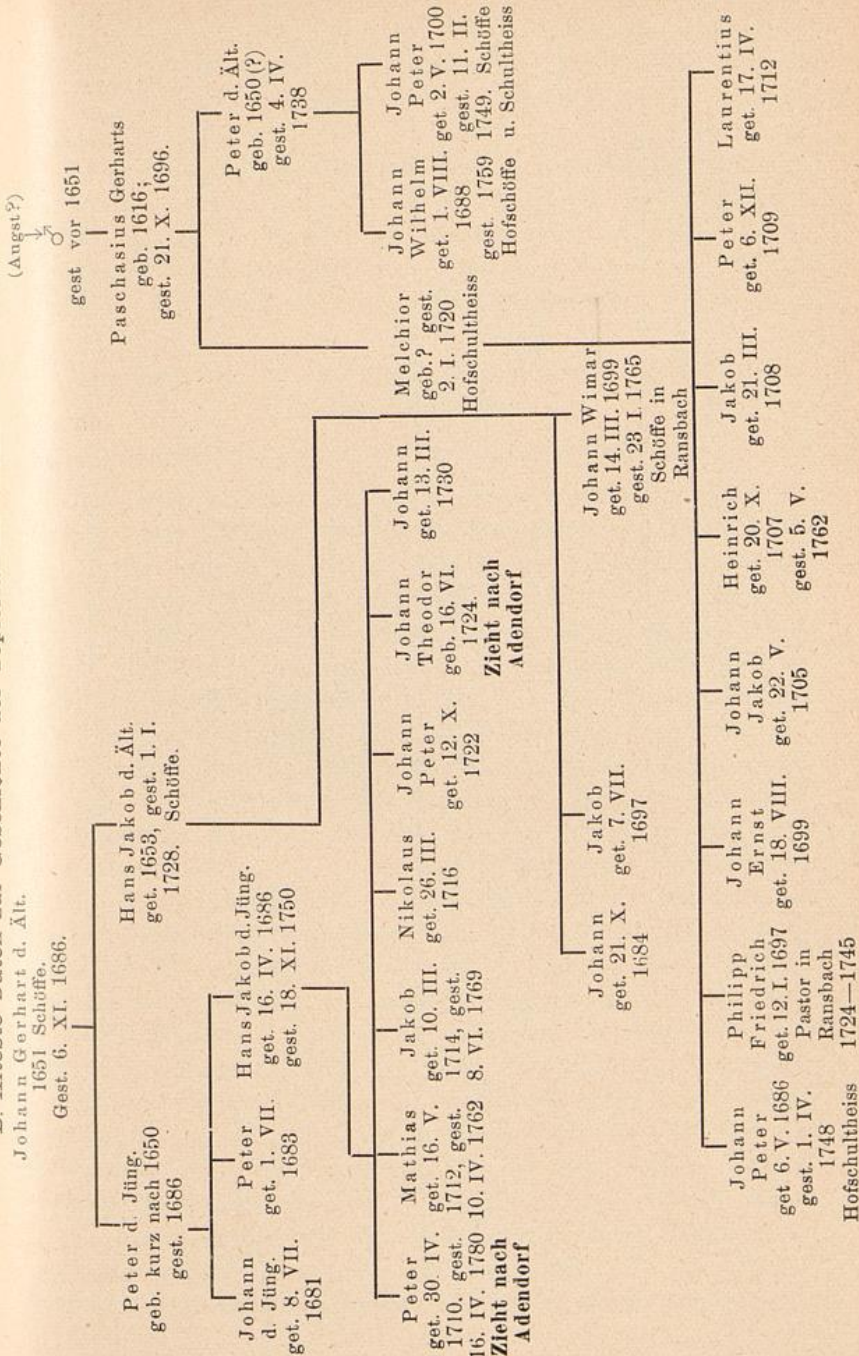 Johann Gerhart d. Ält.
1651 Schöffe.
Gest. 6. XI. 1686.
(Angst?)
♂
gest vor 1651
Paschasius Gerharts
geb. 1616;
gest. 21. X. 1696.
Peter d. Jüng.
geb. kurz nach 1650
gest. 1686
Hans Jakob d. Ält.
get. 1653, gest. 1. I.
1728. Schöffe.
Peter d. Ält.
geb. 1650 (?)
gest. 4. IV.
1738
Johann
d. Jüng.
get. 8. VII.
1681
Peter
get. 1. VII.
1683
Hans Jakob d. Jüng.
get. 16. IV. 1686
gest. 18. XI. 1750
Melchior
geb.? gest.
2. I. 1720
Hofschultheiss
Johann
Wilhelm
get. 1. VIII.
1688
gest. 1759
Hofschöffe
Johann
Peter
get 2. V. 1700
gest. 11. II.
1749. Schöffe
u. Schultheiss
Peter
get. 30. IV.
1710. gest.
16. IV. 1780
Zieht nach
Adendorf
Mathias
get. 16. V.
1712, gest.
10. IV. 1762
Jakob
get. 10. III.
1714, gest.
8. VI. 1769
Nikolaus
get. 26. III.
1716
Johann
Peter
get. 12. X.
1722
Johann
Theodor
geb. 16. VI.
1724.
Zieht nach
Adendorf
Johann
get. 13. III.
1730
Johann
get. 21. X.
1684
Jakob
get. 7. VII.
1697
Johann Wimar
get. 14. III. 1699
gest. 23 I. 1765
Schöffe in
Ransbach
Johann
Peter
get 6. V. 1686
gest. 1. IV.
1748
Hofschultheiss
Philipp
Friedrich
get. 12. I. 1697
Pastor in
Ransbach
1724—1745
Johann
Ernst
get. 18. VIII.
1699
Johann
Jakob
get. 22. V.
1705
Heinrich
get. 20. X.
1707
gest. 5. V.
1762
Jakob
get. 21. III.
1708
Peter
get. 6. XII.
1709
Laurentius
get. 17. IV.
1712